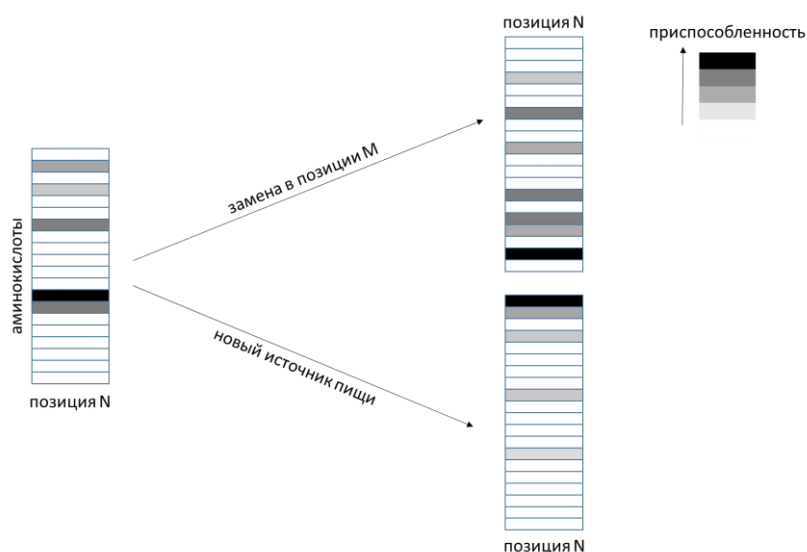 позиция N
приспособленность
аминокислоты
замена в позиции M
новый источник пищи
позиция N
позиция N